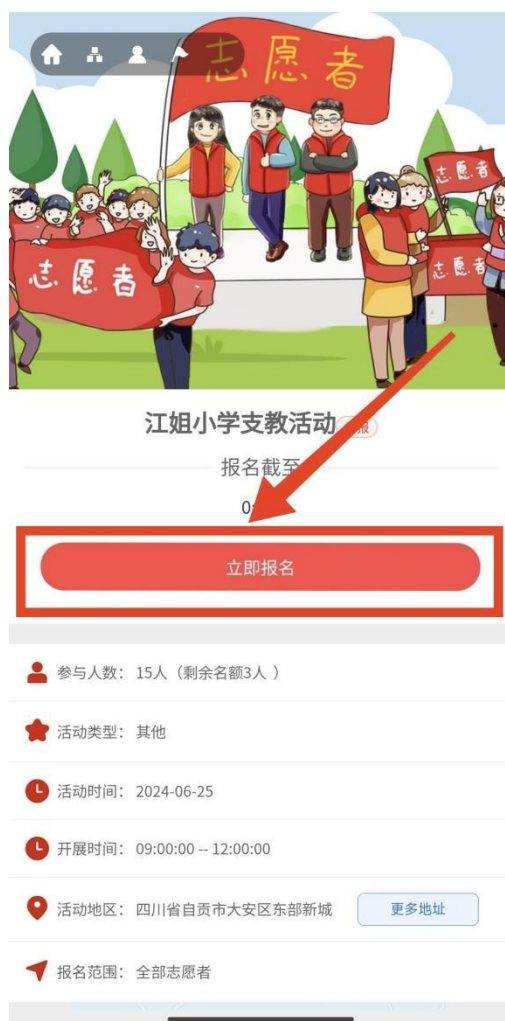 志愿者
志愿者
志愿者
志愿者
江姐小学支教活动
报名截至
立即报名
参与人数： 15人（剩余名额3人 ）
活动类型： 其他
活动时间： 2024-06-25
开展时间： 09:00:00 -- 12:00:00
活动地区： 四川省自贡市大安区东部新城 更多地址
报名范围： 全部志愿者